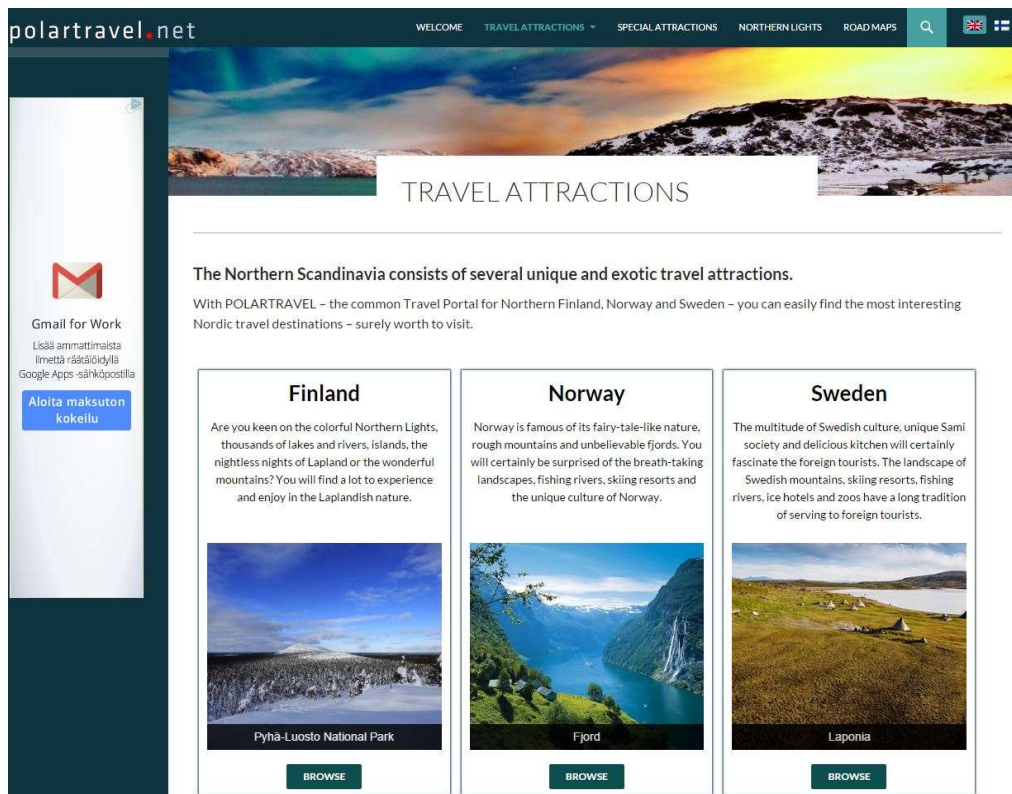 polartravel.net
WELCOME TRAVEL ATTRACTIONS SPECIAL ATTRACTIONS NORTHERN LIGHTS ROAD MAPS
TRAVEL ATTRACTIONS
The Northern Scandinavia consists of several unique and exotic travel attractions.
With POLARTRAVEL – the common Travel Portal for Northern Finland, Norway and Sweden – you can easily find the most interesting
Nordic travel destinations – surely worth to visit.
Gmail for Work
Lisää ammattimaista
ilmettä räätälöidyllä
Google Apps -sähköpostilla
Aloita maksuton
kokeilu
Finland
Are you keen on the colorful Northern Lights,
thousands of lakes and rivers, islands, the
nightless nights of Lapland or the wonderful
mountains? You will find a lot to experience
and enjoy in the Laplandish nature.
Pyhä-Luosto National Park
BROWSE
Norway
Norway is famous of its fairy-tale-like nature,
rough mountains and unbelievable fjords. You
will certainly be surprised of the breath-taking
landscapes, fishing rivers, skiing resorts and
the unique culture of Norway.
Fjord
BROWSE
Sweden
The multitude of Swedish culture, unique Sami
society and delicious kitchen will certainly
fascinate the foreign tourists. The landscape of
Swedish mountains, skiing resorts, fishing
rivers, ice hotels and zoos have a long tradition
of serving to foreign tourists.
Laponia
BROWSE